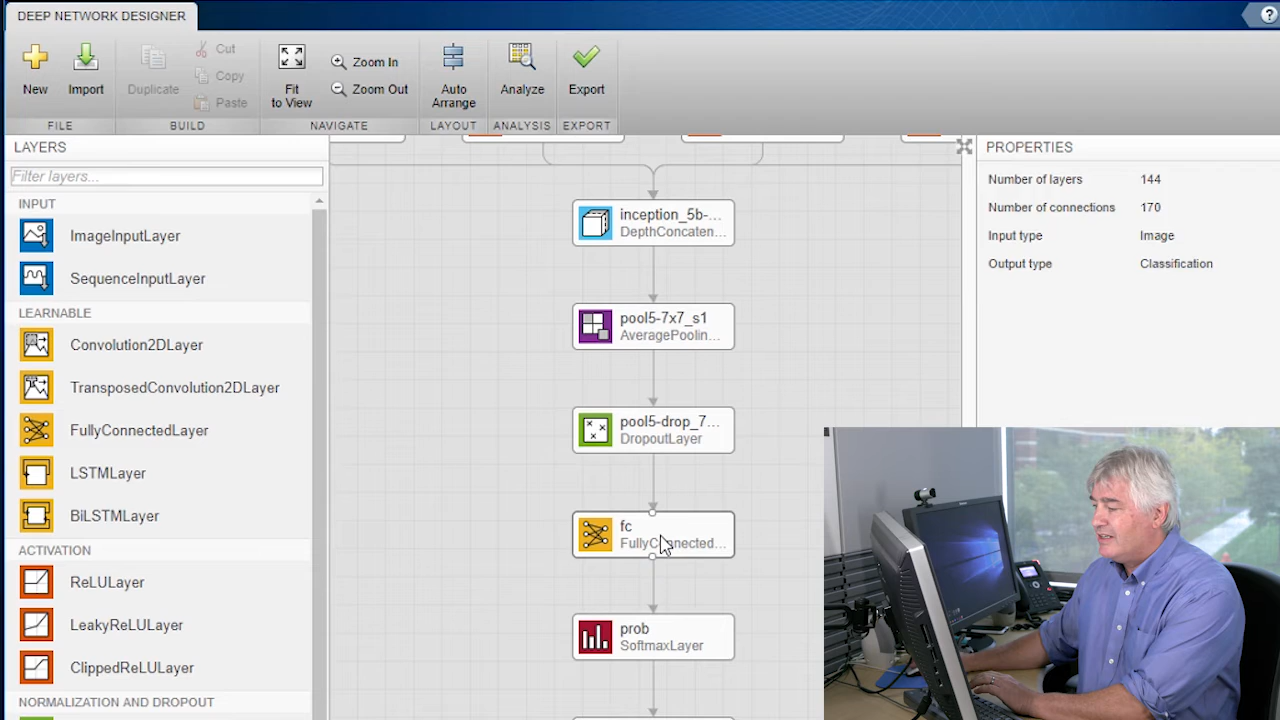 DEEP NETWORK DESIGNER
?
New
Import
Duplicate
Cut
Copy
Paste
Fit
to View
Zoom In
Zoom Out
Auto
Arrange
Analyze
Export
FILE
BUILD
NAVIGATE
LAYOUT
ANALYSIS
EXPORT
LAYERS
Filter layers...
INPUT
ImageInputLayer
SequenceInputLayer
LEARNABLE
Convolution2DLayer
TransposedConvolution2DLayer
FullyConnectedLayer
LSTMLayer
BiLSTMLayer
ACTIVATION
ReLULayer
LeakyReLULayer
ClippedReLULayer
NORMALIZATION AND DROPOUT
inception_5b-...
DepthConcaten...
pool5-7x7_s1
AveragePoolin...
pool5-drop_7...
DropoutLayer
fc
FullyConnected...
prob
SoftmaxLayer
PROPERTIES
Number of layers 144
Number of connections 170
Input type Image
Output type Classification